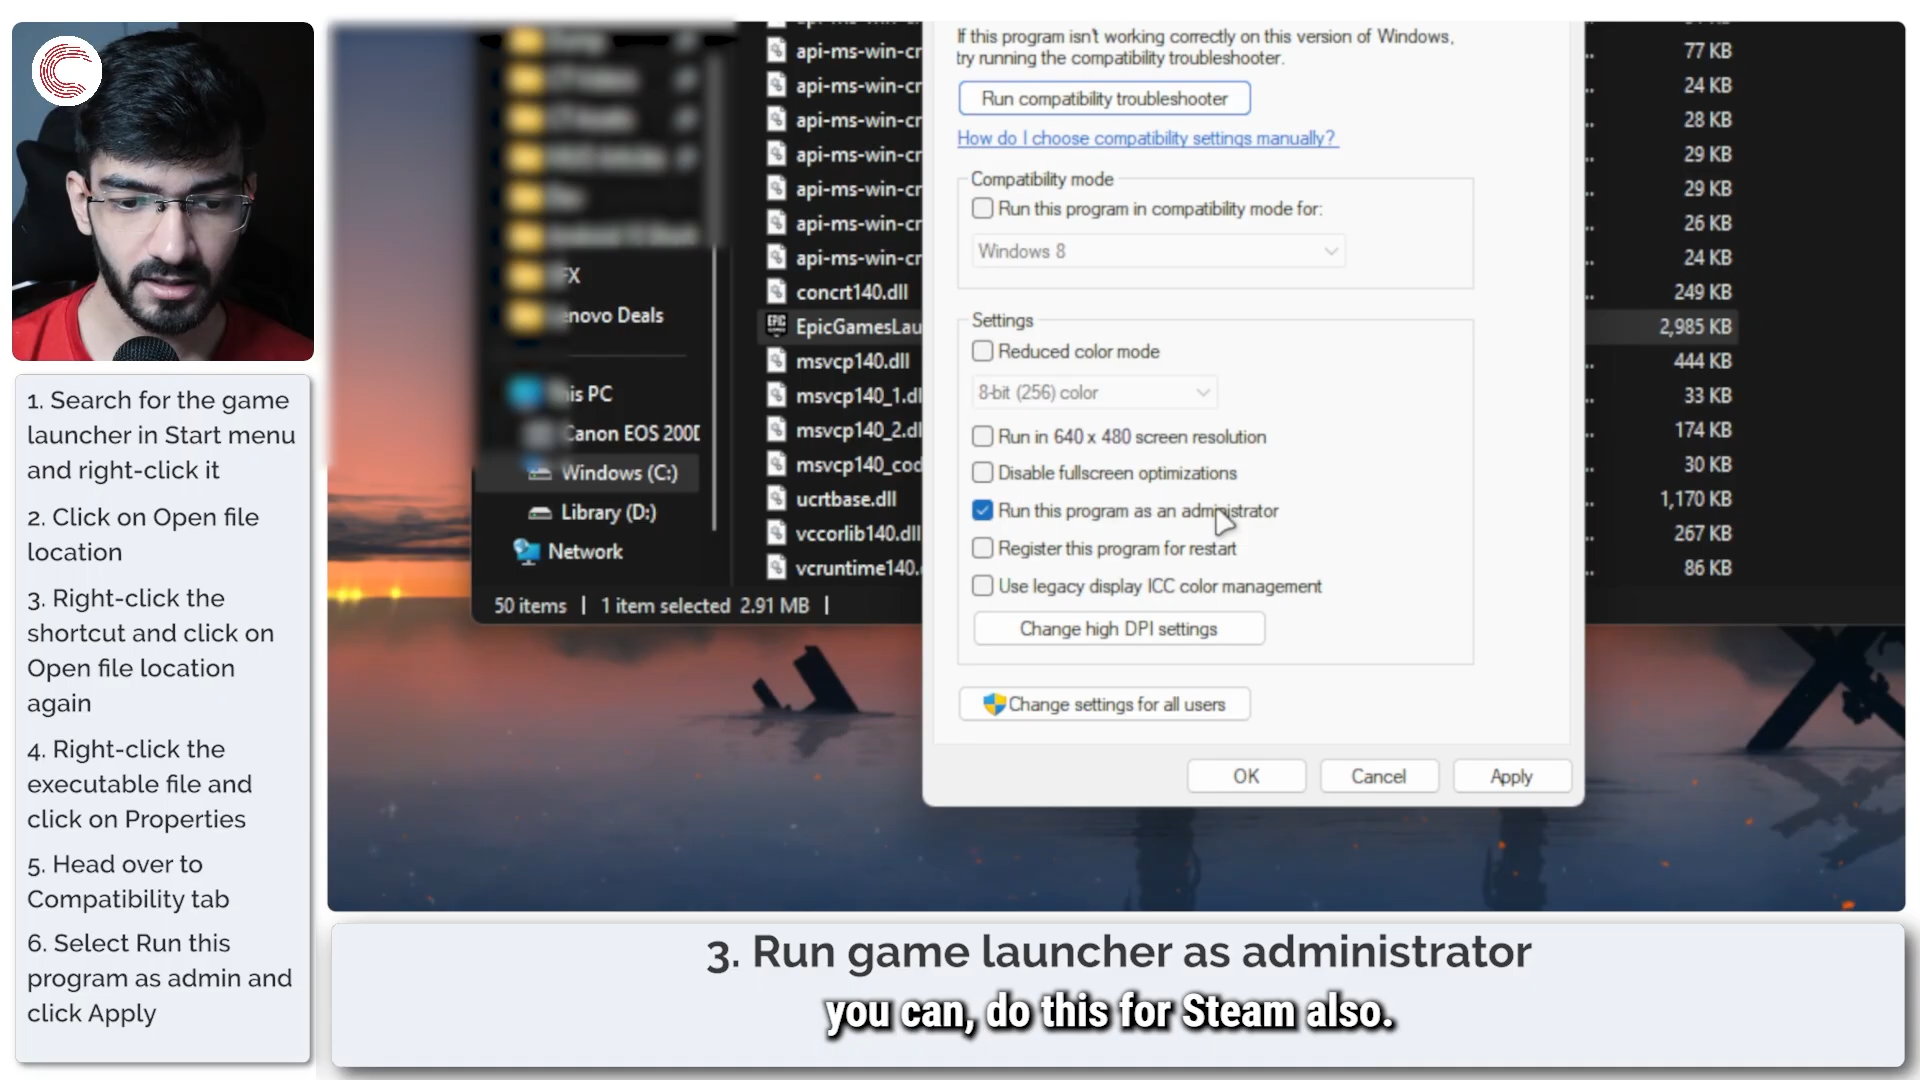 1. Search for the game
launcher in Start menu
and right-click it
2. Click on Open file
location
3. Right-click the
shortcut and click on
Open file location
again
4. Right-click the
executable file and
click on Properties
5. Head over to
Compatibility tab
6. Select Run this
program as admin and
click Apply
enovo Deals
This PC
Canon EOS 200D
Windows (C:)
Library (D:)
Network
50 items | 1 item selected 2.91 MB |
api-ms-win-cr
api-ms-win-cr
api-ms-win-cr
api-ms-win-cr
api-ms-win-cr
api-ms-win-cr
api-ms-win-cr
concrt140.dll
EPIC
EpicGamesLau
msvcp140.dll
msvcp140_1.dl
msvcp140_2.dl
msvcp140_cod
ucrtbase.dll
vccorlib140.dll
vcruntime140.
If this program isn't working correctly on this version of Windows,
try running the compatibility troubleshooter.
Run compatibility troubleshooter
How do I choose compatibility settings manually?
Compatibility mode
Run this program in compatibility mode for:
Windows 8
Settings
Reduced color mode
8-bit (256) color
Run in 640 x 480 screen resolution
Disable fullscreen optimizations
Run this program as an administrator
Register this program for restart
Use legacy display ICC color management
Change high DPI settings
Change settings for all users
OK Cancel Apply
77 KB
24 KB
28 KB
29 KB
29 KB
26 KB
24 KB
249 KB
2,985 KB
444 KB
33 KB
174 KB
30 KB
1,170 KB
267 KB
86 KB
3. Run game launcher as administrator
you can, do this for Steam also.